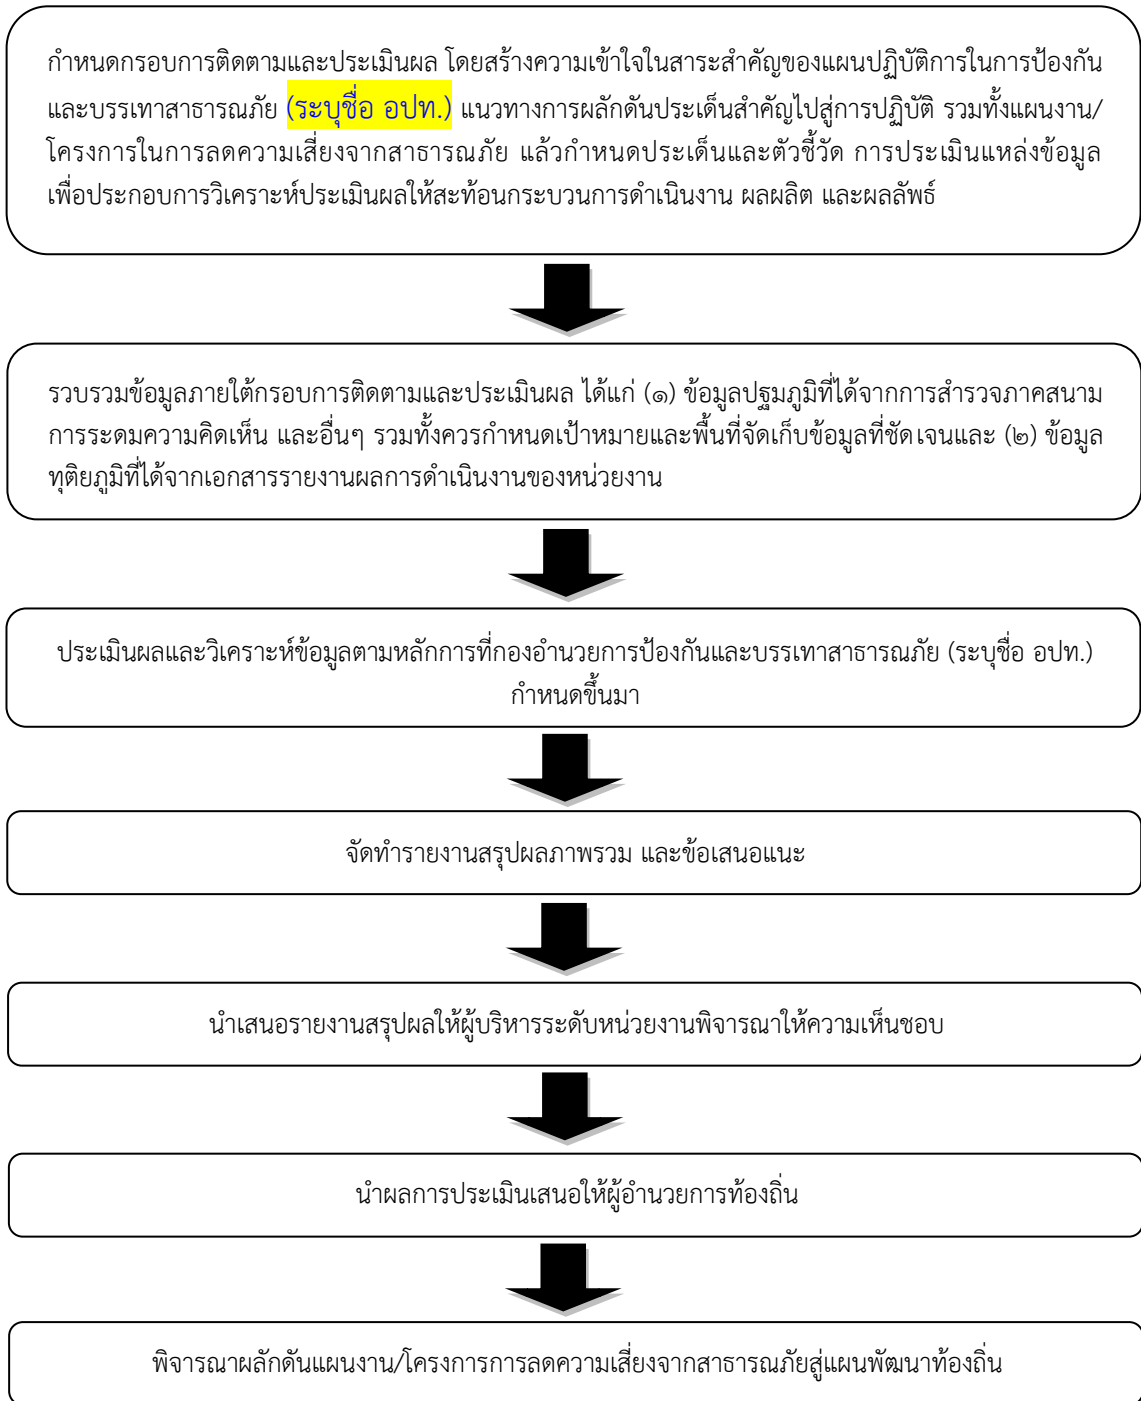 กำหนดกรอบการติดตามและประเมินผล โดยสร้างความเข้าใจในสาระสำคัญของแผนปฏิบัติการในการป้องกัน
และบรรเทาสาธารณภัย (ระบุชื่อ อปท.) แนวทางการผลักดันประเด็นสำคัญไปสู่การปฏิบัติ รวมทั้งแผนงาน/
โครงการในการลดความเสี่ยงจากสาธารณภัย แล้วกำหนดประเด็นและตัวชี้วัด การประเมินแหล่งข้อมูล
เพื่อประกอบการวิเคราะห์ประเมินผลให้สะท้อนกระบวนการดำเนินงาน ผลผลิต และผลลัพธ์
รวบรวมข้อมูลภายใต้กรอบการติดตามและประเมินผล ได้แก่ (๑) ข้อมูลปฐมภูมิที่ได้จากการสำรวจภาคสนาม
การระดมความคิดเห็น และอื่นๆ รวมทั้งควรกำหนดเป้าหมายและพื้นที่จัดเก็บข้อมูลที่ชัดเจนและ (๒) ข้อมูล
ทุติยภูมิที่ได้จากเอกสารรายงานผลการดำเนินงานของหน่วยงาน
ประเมินผลและวิเคราะห์ข้อมูลตามหลักการที่กองอำนวยการป้องกันและบรรเทาสาธารณภัย (ระบุชื่อ อปท.)
กำหนดขึ้นมา
จัดทำรายงานสรุปผลภาพรวม และข้อเสนอแนะ
นำเสนอรายงานสรุปผลให้ผู้บริหารระดับหน่วยงานพิจารณาให้ความเห็นชอบ
นำผลการประเมินเสนอให้ผู้อำนวยการท้องถิ่น
พิจารณาผลักดันแผนงาน/โครงการการลดความเสี่ยงจากสาธารณภัยสู่แผนพัฒนาท้องถิ่น